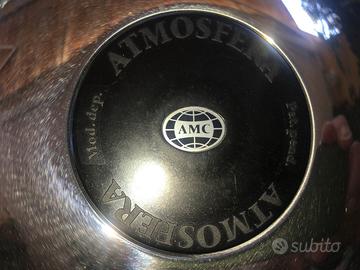 ATMOSFERA
Mod.dep.
AMC
Pat.pend.
ATMOSFERA
subito